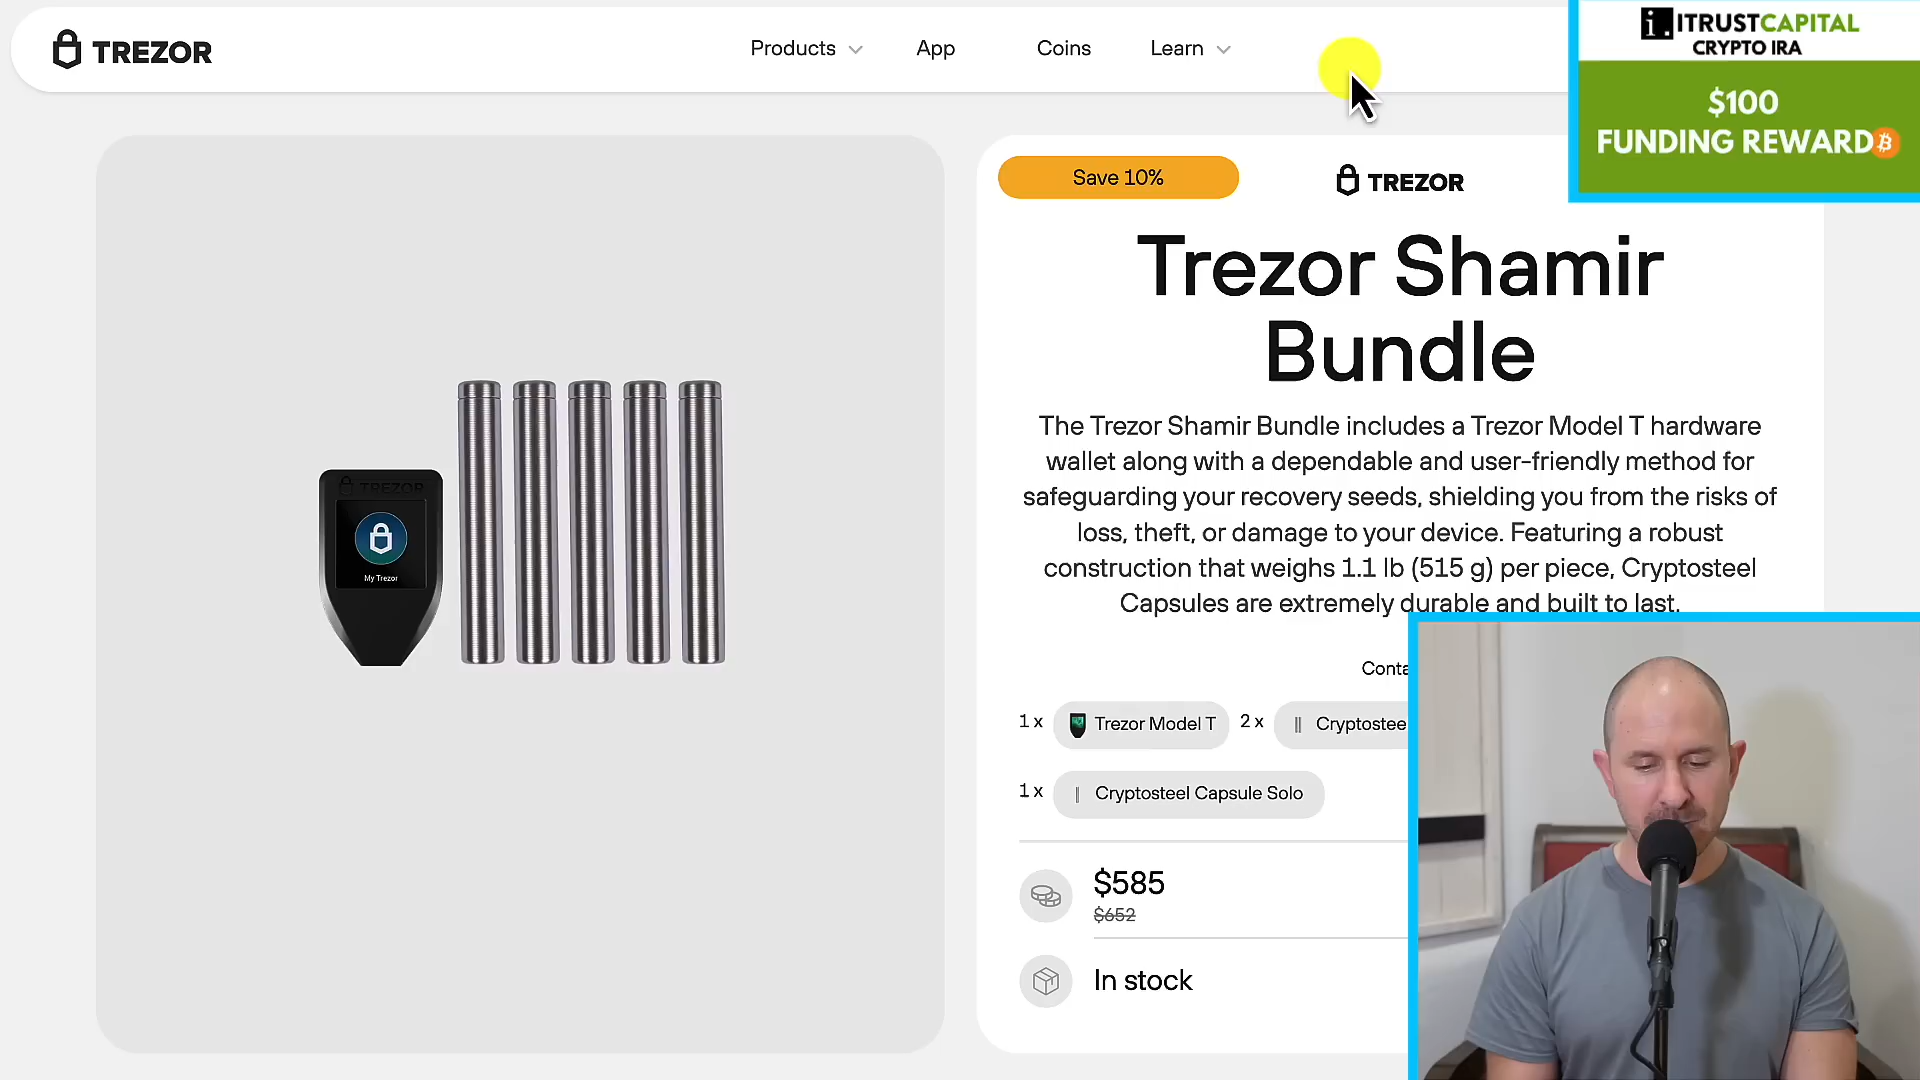 TREZOR
Products
App
Coins
Learn
iTRUSTCAPITAL
CRYPTO IRA
$100
FUNDING REWARD
Save 10%
TREZOR
Trezor Shamir
Bundle
The Trezor Shamir Bundle includes a Trezor Model T hardware
wallet along with a dependable and user-friendly method for
safeguarding your recovery seeds, shielding you from the risks of
loss, theft, or damage to your device. Featuring a robust
construction that weighs 1.1 lb (515 g) per piece, Cryptosteel
Capsules are extremely durable and built to last.
Conta
1 x Trezor Model T 2 x Cryptostee
1 x Cryptosteel Capsule Solo
$585
$652
In stock
TREZOR
My Trezor